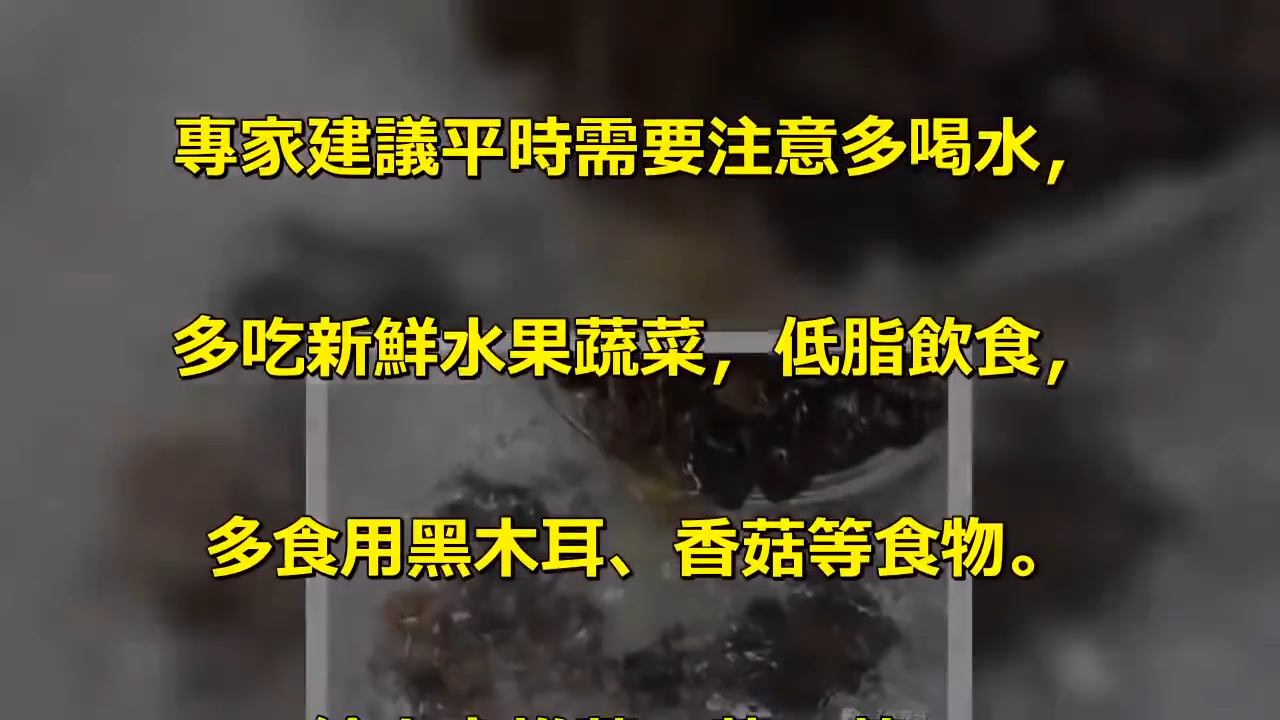 專家建議平時需要注意多喝水，
多吃新鮮水果蔬菜，低脂飲食，
多食用黑木耳、香菇等食物。